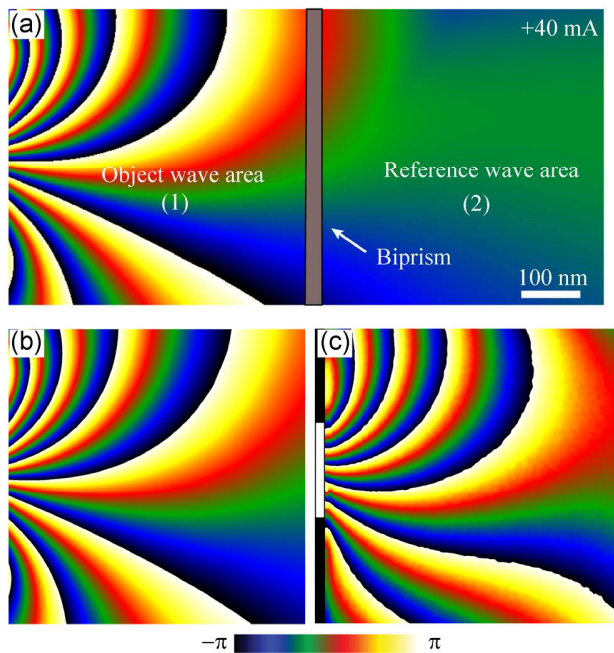 (a)
+40 mA
Object wave area
(1)
Reference wave area
(2)
Biprism
100 nm
(b)
(c)
−π
π